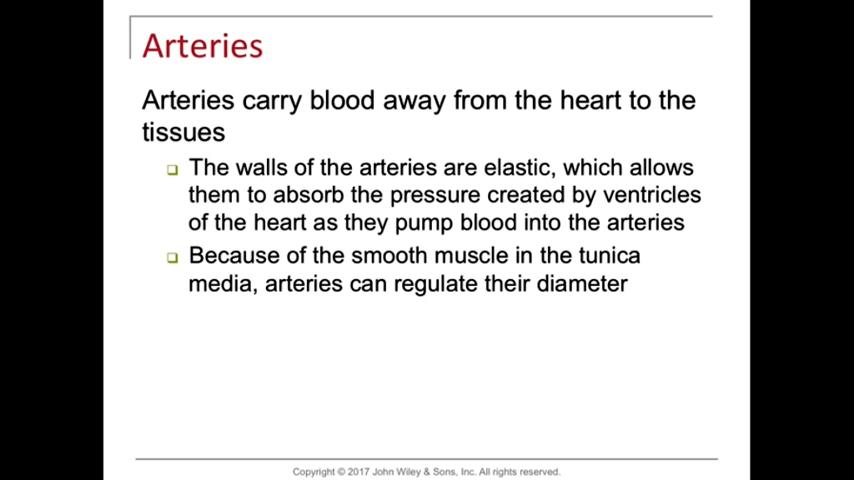 Arteries
Arteries carry blood away from the heart to the
tissues
The walls of the arteries are elastic, which allows
them to absorb the pressure created by ventricles
of the heart as they pump blood into the arteries
Because of the smooth muscle in the tunica
media, arteries can regulate their diameter
Copyright © 2017 John Wiley & Sons, Inc. All rights reserved.